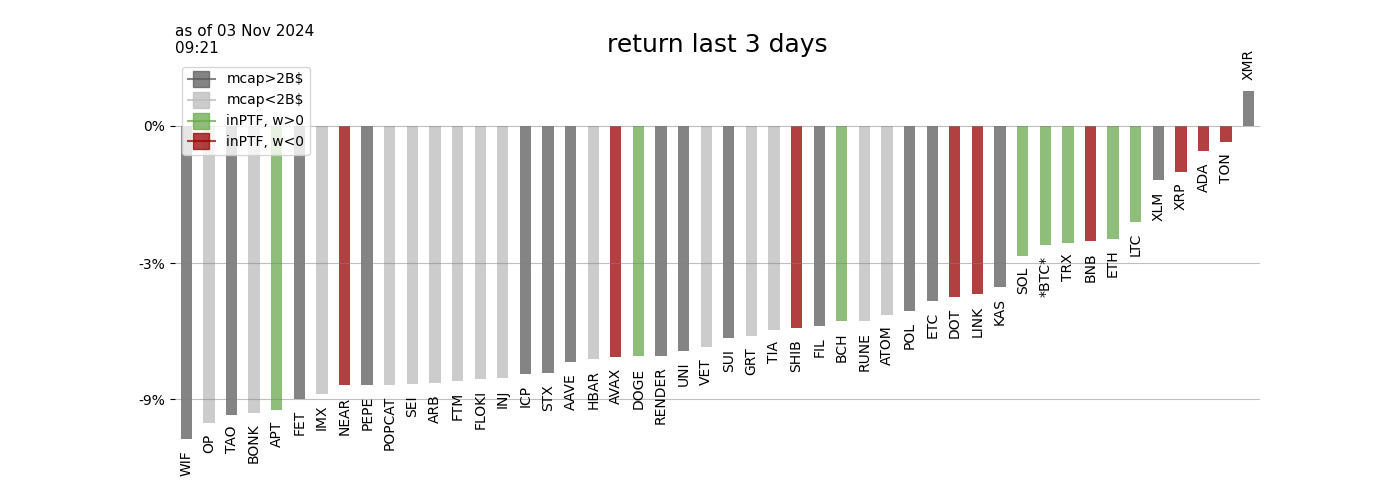 as of 03 Nov 2024
09:21
return last 3 days
mcap>2B$
mcap<2B$
inPTF, w>0
inPTF, w<0
0%
-3%
-9%
WIF
OP
TAO
BONK
APT
FET
IMX
NEAR
PEPE
POPCAT
SEI
ARB
FTM
FLOKI
INJ
ICP
STX
AAVE
HBAR
AVAX
DOGE
RENDER
UNI
VET
SUI
GRT
TIA
SHIB
FIL
BCH
RUNE
ATOM
POL
ETC
DOT
LINK
KAS
SOL
*BTC*
TRX
BNB
ETH
LTC
XLM
XRP
ADA
TON
XMR